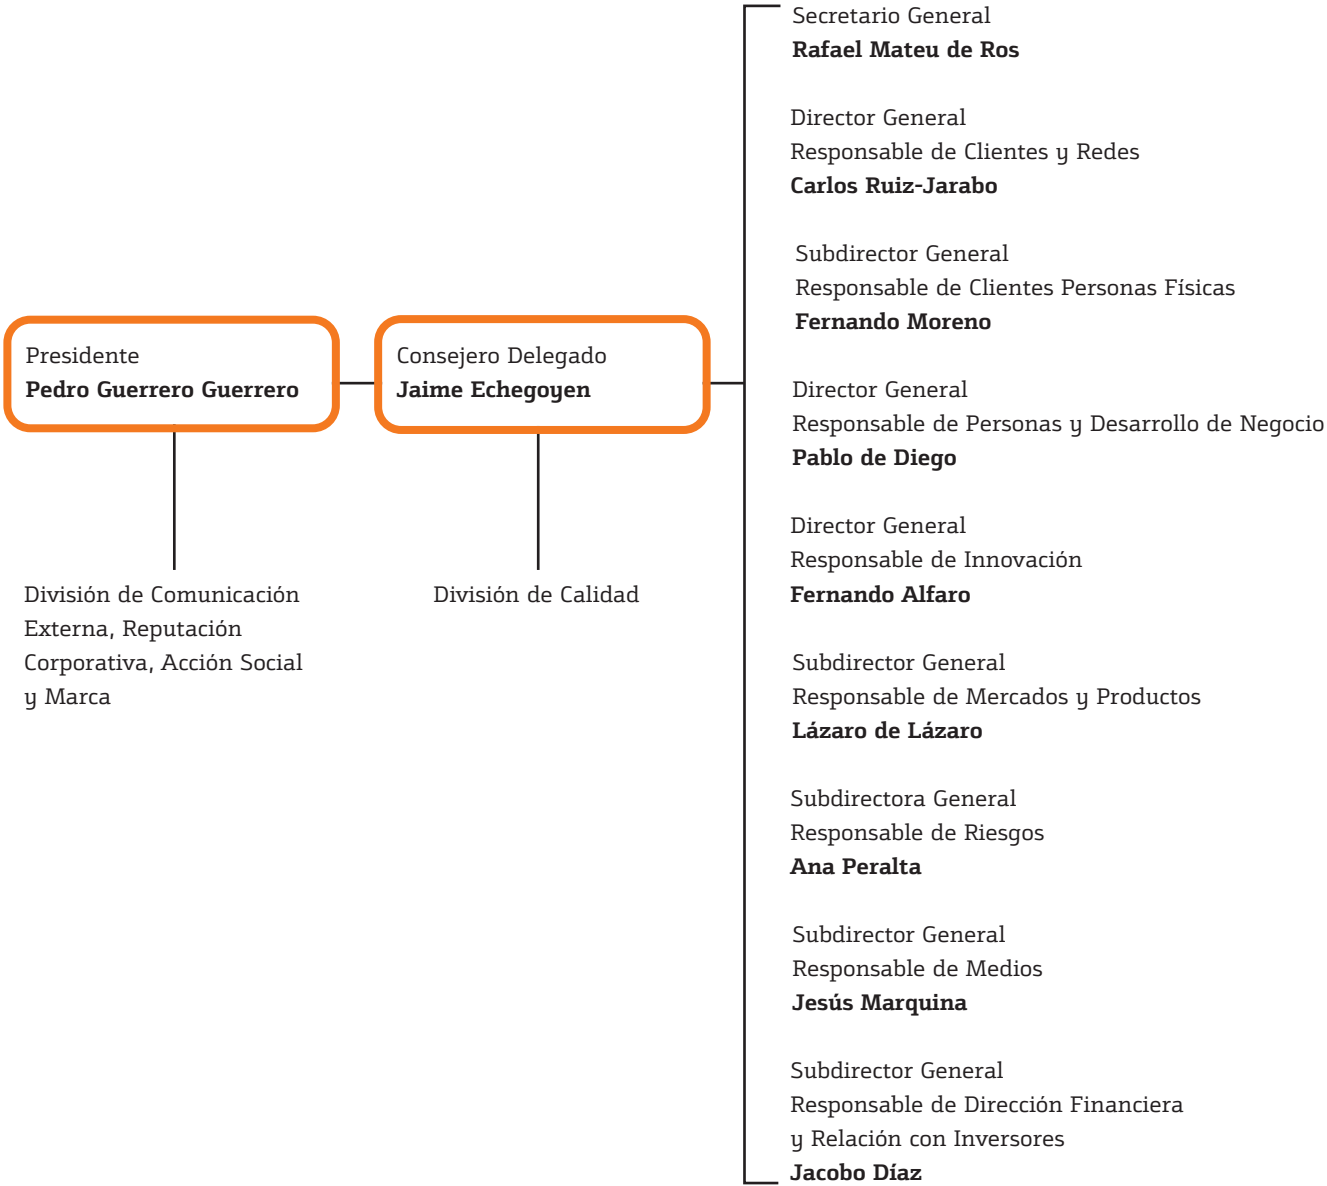 Presidente
Pedro Guerrero Guerrero
División de Comunicación
Externa, Reputación
Corporativa, Acción Social
y Marca
Consejero Delegado
Jaime Echegoyen
División de Calidad
Secretario General
Rafael Mateu de Ros
Director General
Responsable de Clientes y Redes
Carlos Ruiz-Jarabo
Subdirector General
Responsable de Clientes Personas Físicas
Fernando Moreno
Director General
Responsable de Personas y Desarrollo de Negocio
Pablo de Diego
Director General
Responsable de Innovación
Fernando Alfaro
Subdirector General
Responsable de Mercados y Productos
Lázaro de Lázaro
Subdirectora General
Responsable de Riesgos
Ana Peralta
Subdirector General
Responsable de Medios
Jesús Marquina
Subdirector General
Responsable de Dirección Financiera
y Relación con Inversores
Jacobo Díaz